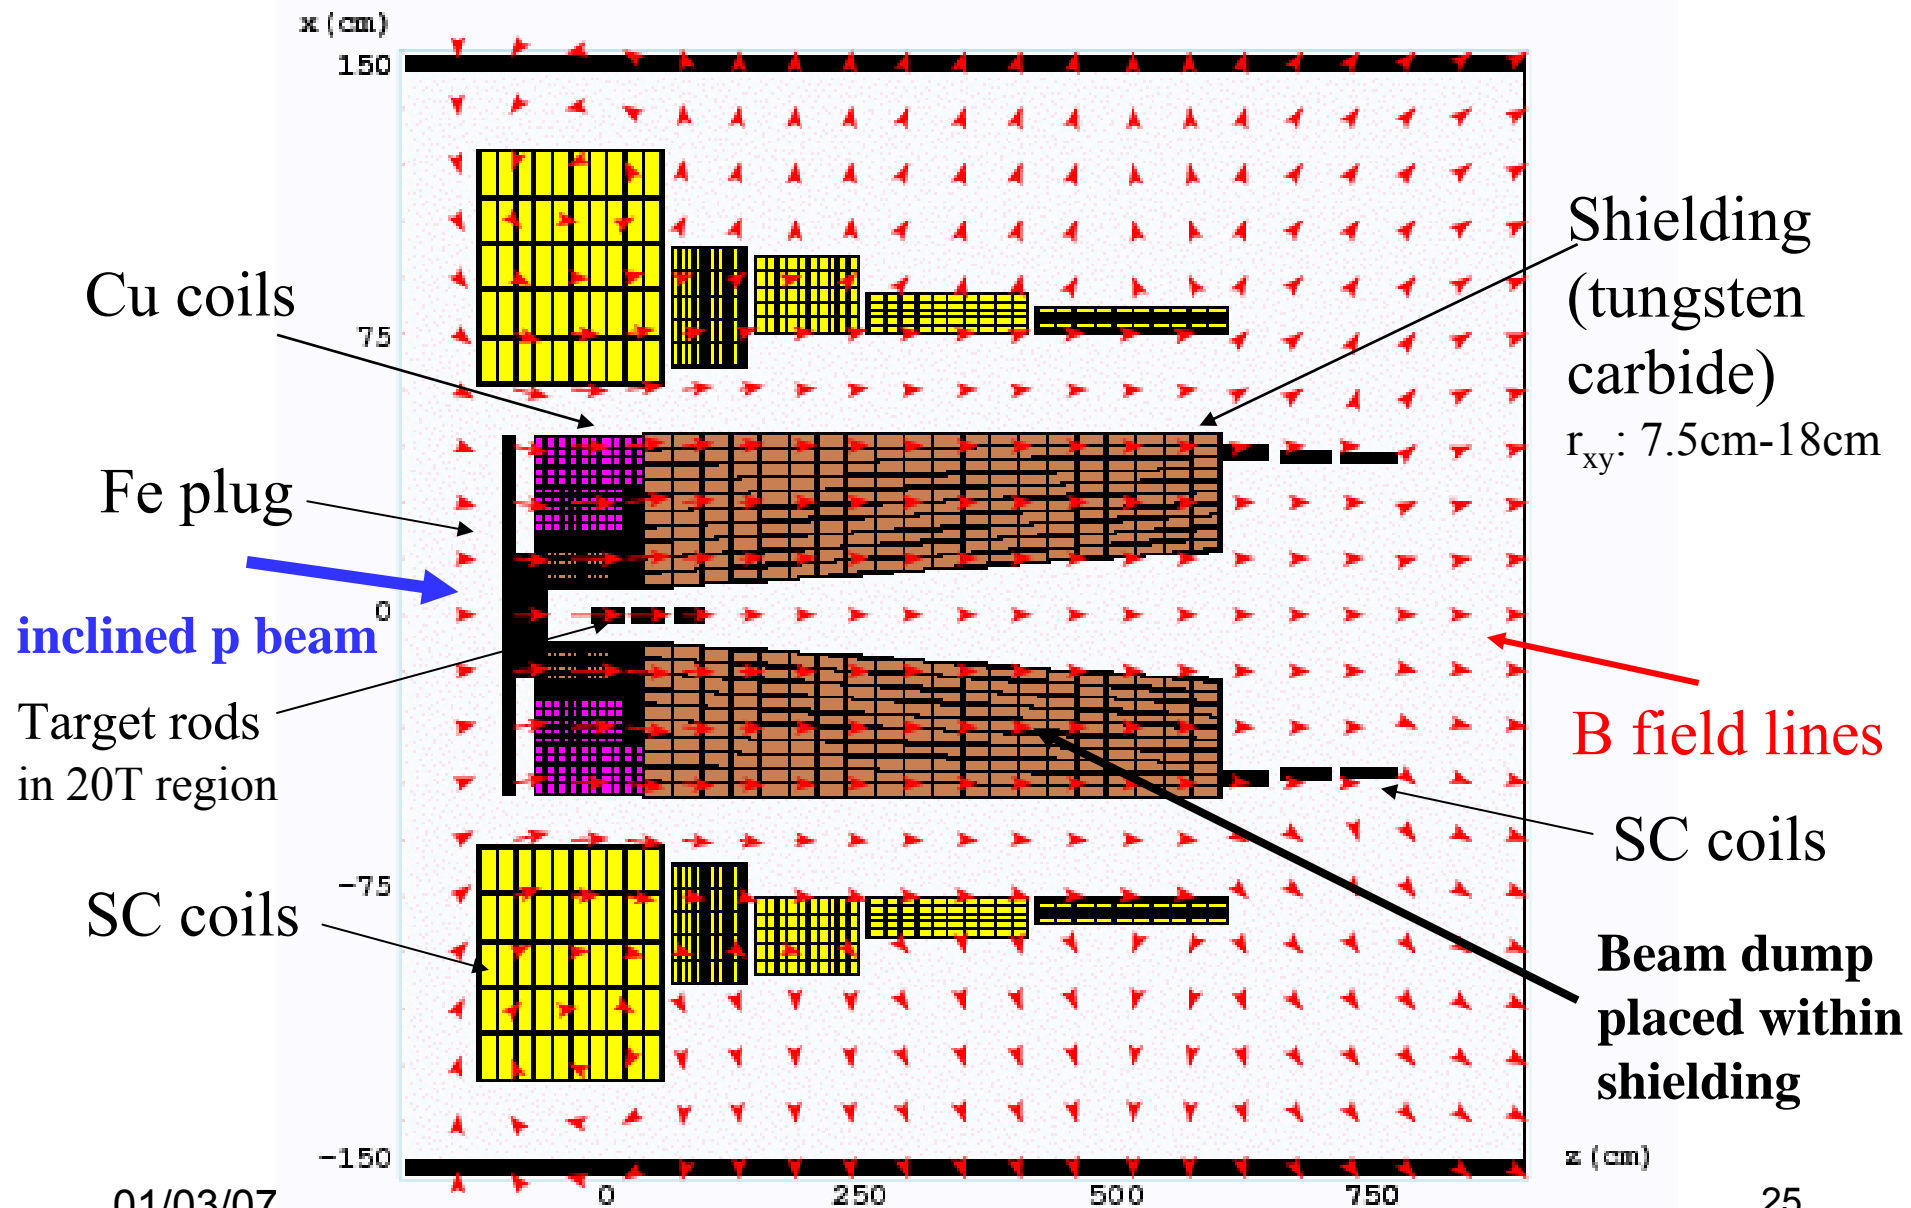 x (cm)
150
75
0
-75
-150
Cu coils
Fe plug
inclined p beam
Target rods
in 20T region
SC coils
Shielding
(tungsten
carbide)
rxy: 7.5cm-18cm
B field lines
SC coils
Beam dump
placed within
shielding
z (cm)
0 250 500 750
01/03/07
25